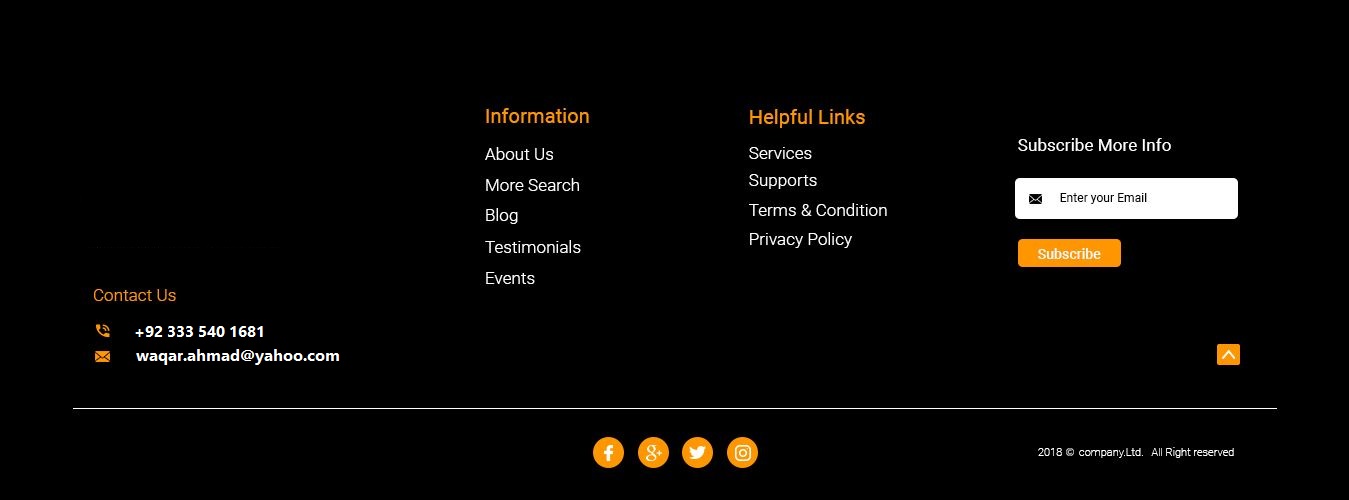 Information
About Us
More Search
Blog
Testimonials
Events
Helpful Links
Services
Supports
Terms & Condition
Privacy Policy
Subscribe More Info
Enter your Email
Subscribe
Contact Us
+92 333 540 1681
waqar.ahmad@yahoo.com
2018 © company.Ltd. All Right reserved